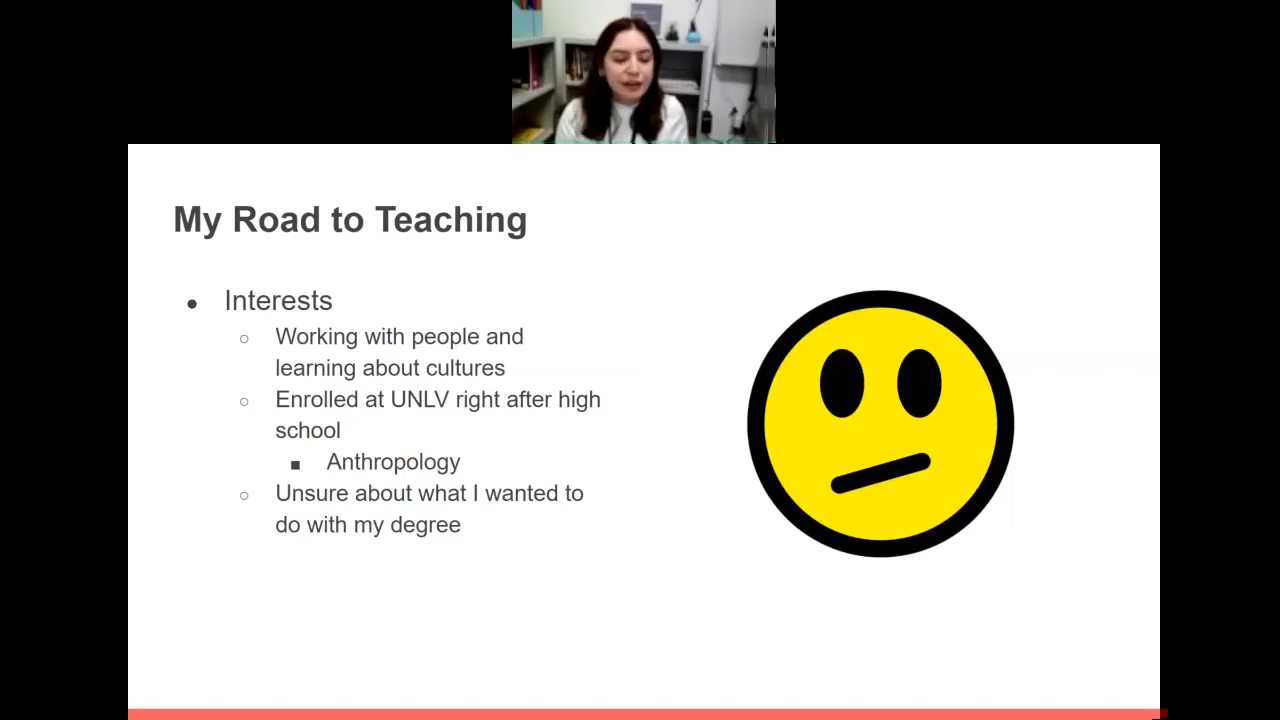 My Road to Teaching
● Interests
○ Working with people and
learning about cultures
○ Enrolled at UNLV right after high
school
■ Anthropology
○ Unsure about what I wanted to
do with my degree